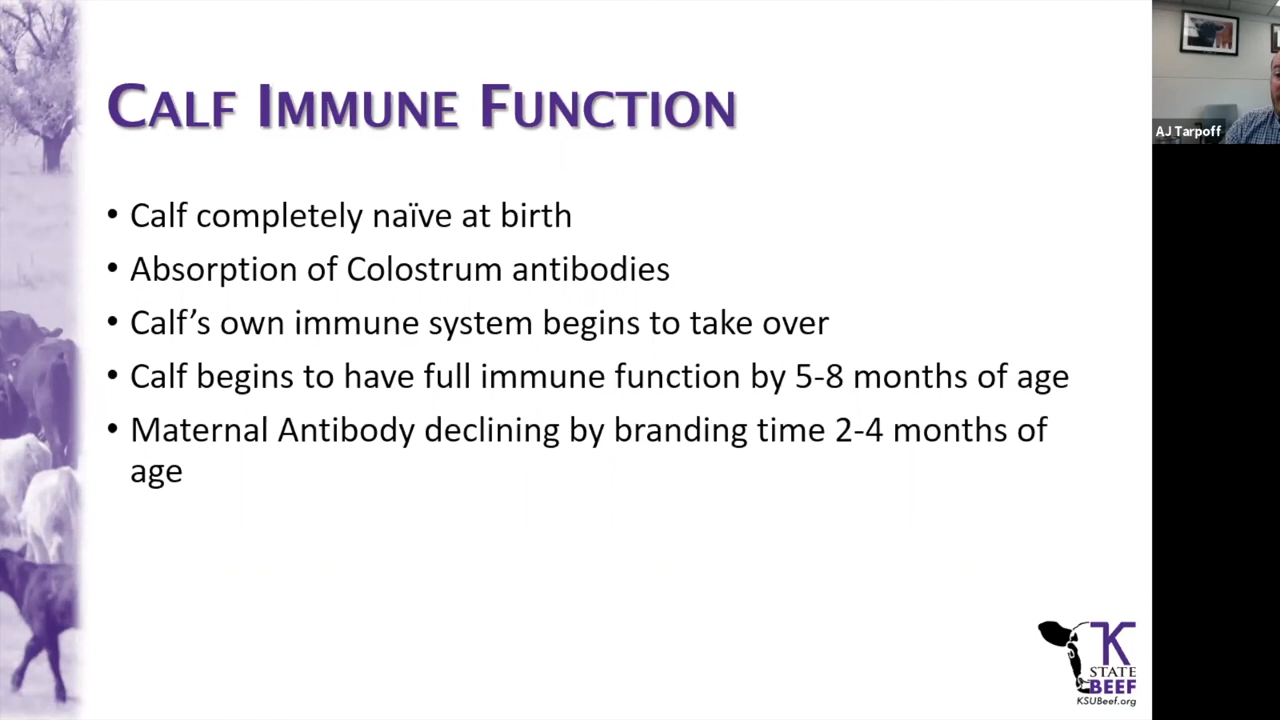 CALF IMMUNE FUNCTION
• Calf completely naïve at birth
• Absorption of Colostrum antibodies
• Calf’s own immune system begins to take over
• Calf begins to have full immune function by 5-8 months of age
• Maternal Antibody declining by branding time 2-4 months of
age
AJ Tarpoff
K
STATE
BEEF
KSUBeef.org